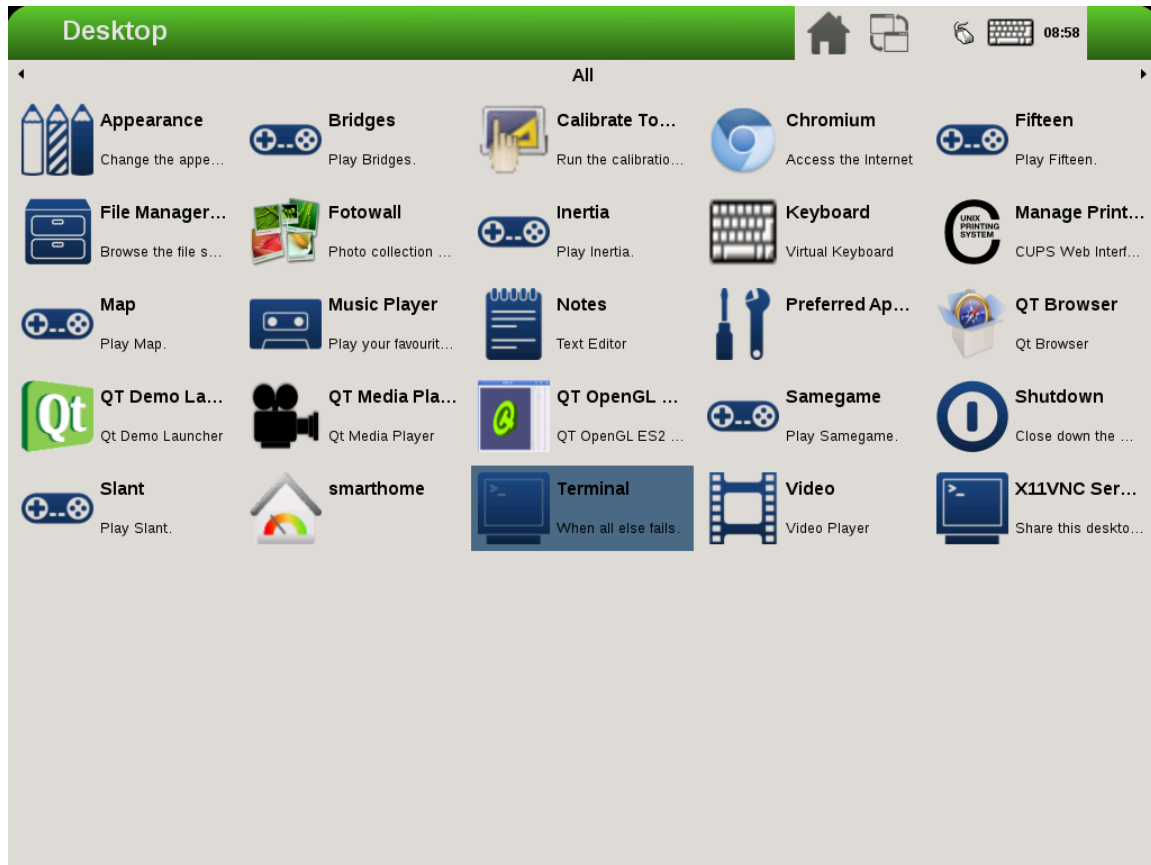 Desktop
08:58
All
Appearance
Change the appe...
Bridges
Play Bridges.
Calibrate To...
Run the calibratio...
Chromium
Access the Internet
Fifteen
Play Fifteen.
File Manager...
Browse the file s...
Fotowall
Photo collection ...
Inertia
Play Inertia.
Keyboard
Virtual Keyboard
UNIX
PRINTING
SYSTEM
Manage Print...
CUPS Web Interf...
Map
Play Map.
Music Player
Play your favourit...
Notes
Text Editor
Preferred Ap...
QT Browser
Qt Browser
Qt
QT Demo La...
Qt Demo Launcher
QT Media Pla...
Qt Media Player
QT OpenGL ...
QT OpenGL ES2 ...
Samegame
Play Samegame.
Shutdown
Close down the ...
Slant
Play Slant.
smarthome
>_
Terminal
When all else fails.
Video
Video Player
>_
X11VNC Ser...
Share this deskto...